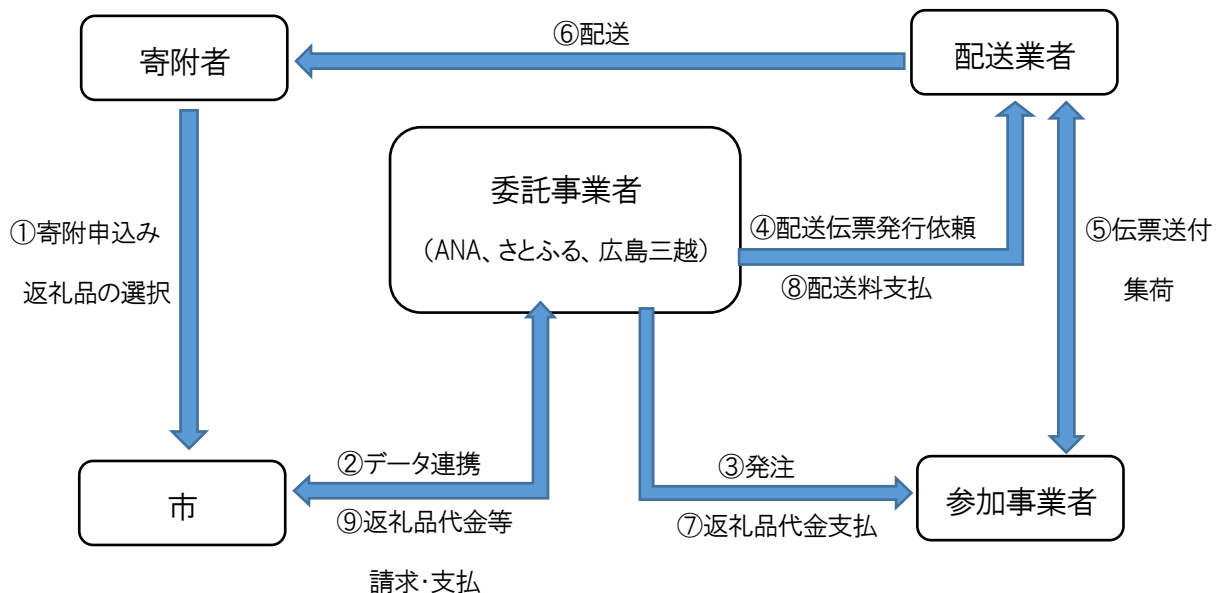 ⑥配送
寄附者
配送業者
委託事業者
（ANA、さとふる、広島三越）
①寄附申込み
返礼品の選択
④配送伝票発行依頼
⑧配送料支払
⑤伝票送付
集荷
②データ連携
⑨返礼品代金等
請求・支払
③発注
⑦返礼品代金支払
市
参加事業者